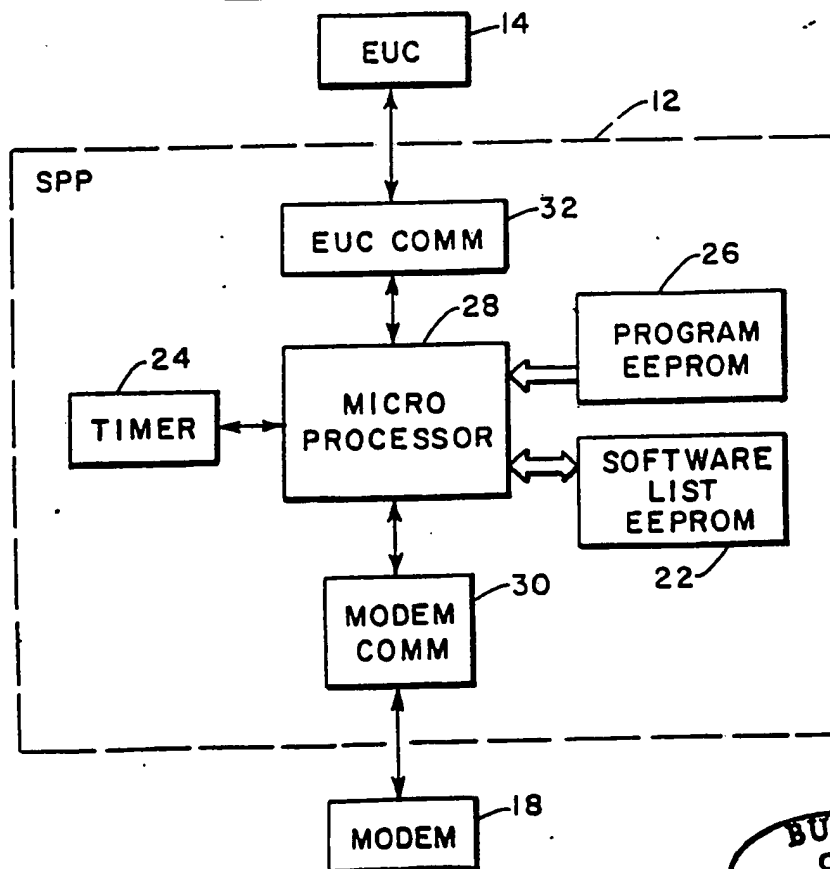 14
EUC
12
SPP
32
EUC COMM
26
28
PROGRAM
EEPROM
24
TIMER
MICRO
PROCESSOR
SOFTWARE
LIST
EEPROM
22
30
MODEM
COMM
18
MODEM
BU